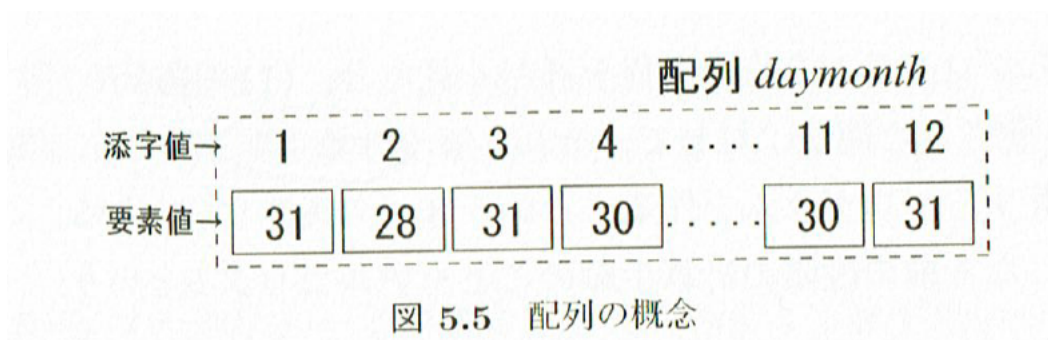 配列 daymonth
添字値→ 1 2 3 4 ····· 11 12
要素値→ 31 28 31 30 ····· 30 31
図 5.5 配列の概念